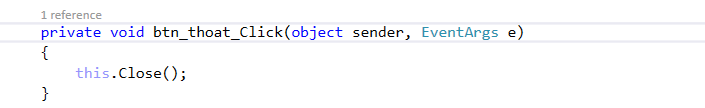 1 reference
private void btn_thoat_Click(object sender, EventArgs e)
{
this.Close();
}